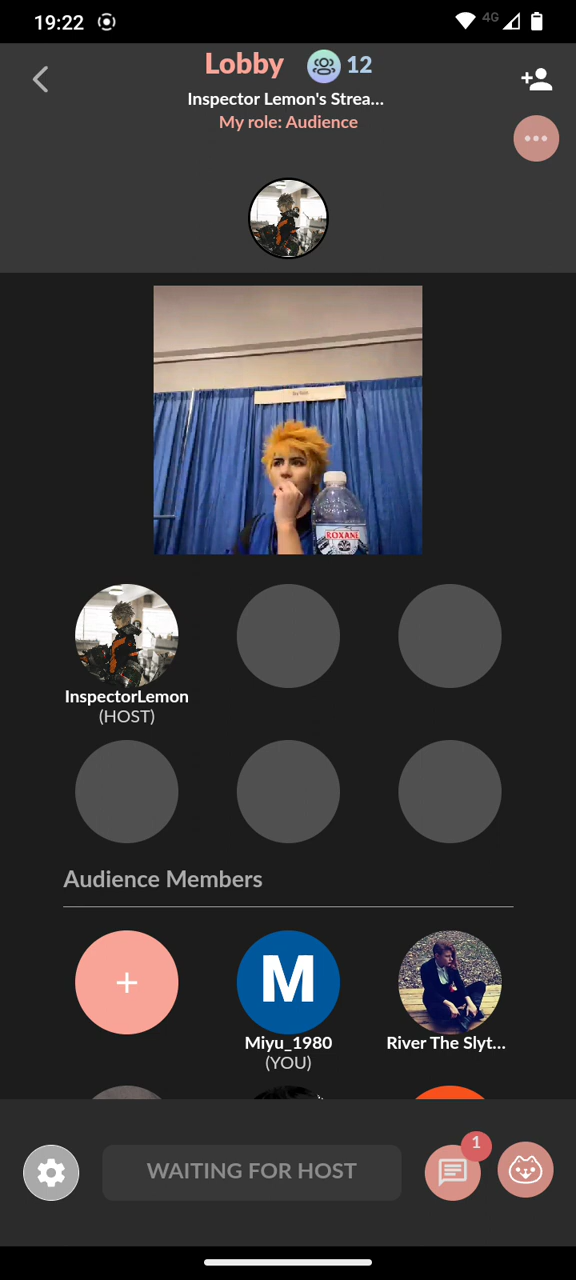 19:22
4G
Lobby
12
Inspector Lemon's Strea...
My role: Audience
ROXANE
InspectorLemon
(HOST)
Audience Members
+
M
Miyu_1980
(YOU)
River The Slyt...
WAITING FOR HOST
1